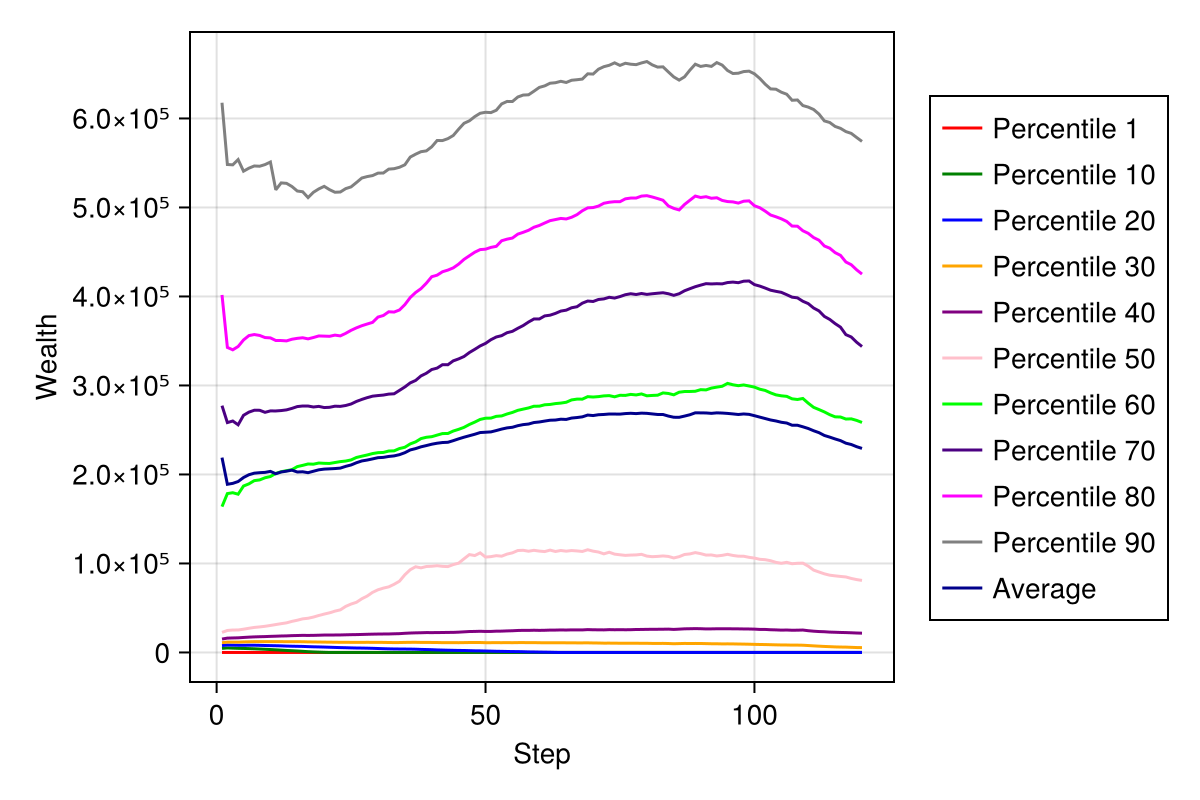 6.0×10⁵
5.0×10⁵
4.0×10⁵
3.0×10⁵
2.0×10⁵
1.0×10⁵
0
Wealth
0 50 100
Step
Percentile 1
Percentile 10
Percentile 20
Percentile 30
Percentile 40
Percentile 50
Percentile 60
Percentile 70
Percentile 80
Percentile 90
Average